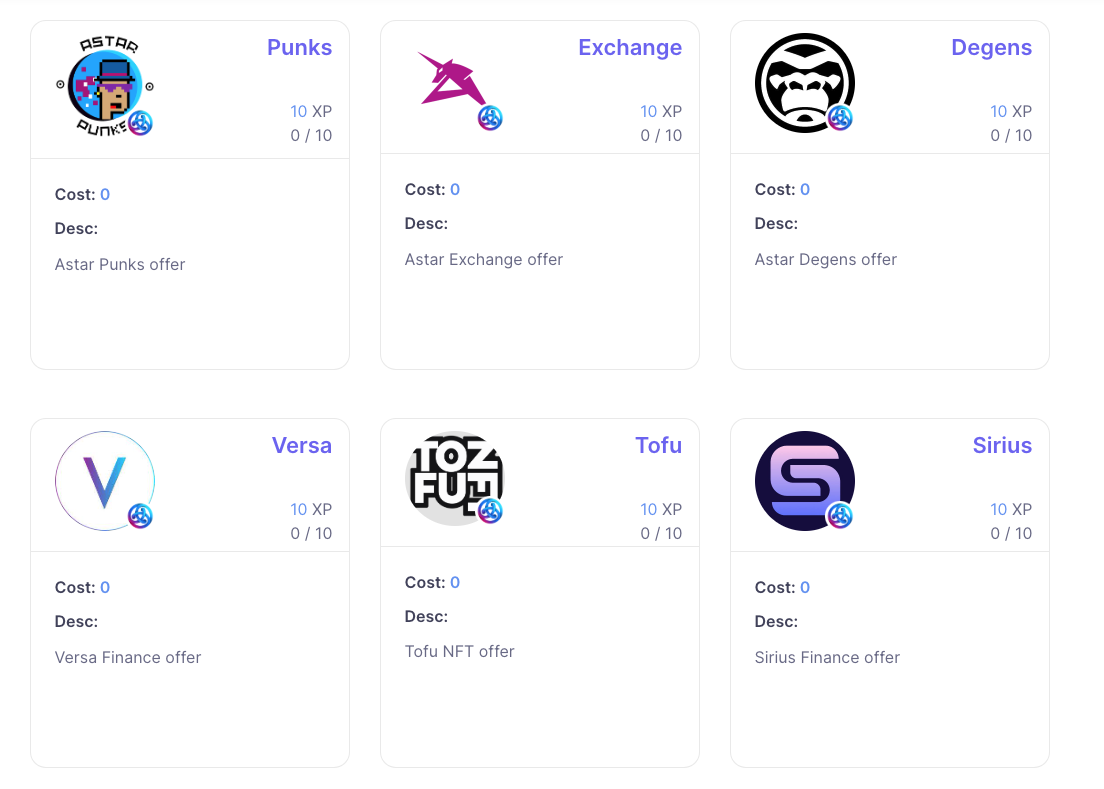 ASTAR
PUNKS
Punks
10 XP
0 / 10
Cost: 0
Desc:
Astar Punks offer
Exchange
10 XP
0 / 10
Cost: 0
Desc:
Astar Exchange offer
Degens
10 XP
0 / 10
Cost: 0
Desc:
Astar Degens offer
V
Versa
10 XP
0 / 10
Cost: 0
Desc:
Versa Finance offer
TOZ
FUFT
Tofu
10 XP
0 / 10
Cost: 0
Desc:
Tofu NFT offer
S
Sirius
10 XP
0 / 10
Cost: 0
Desc:
Sirius Finance offer